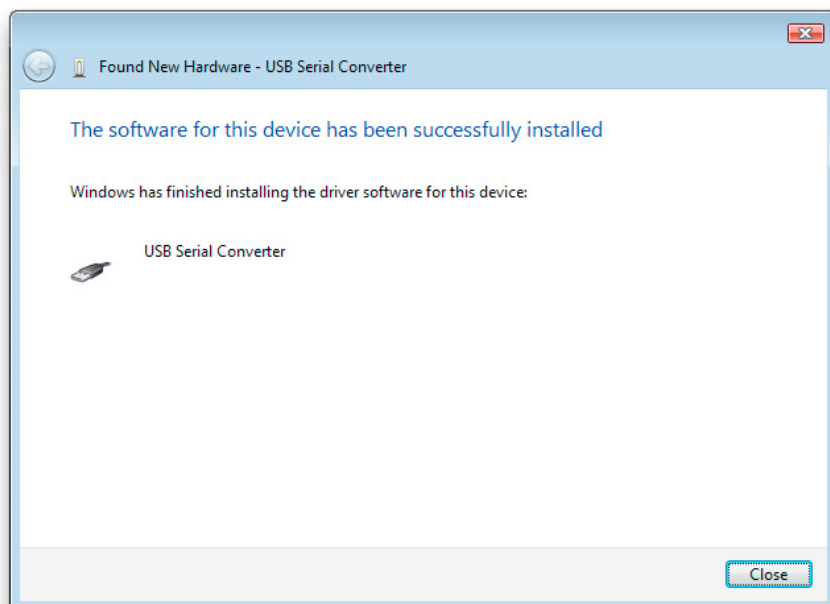 Found New Hardware - USB Serial Converter
The software for this device has been successfully installed
Windows has finished installing the driver software for this device:
USB Serial Converter
Close